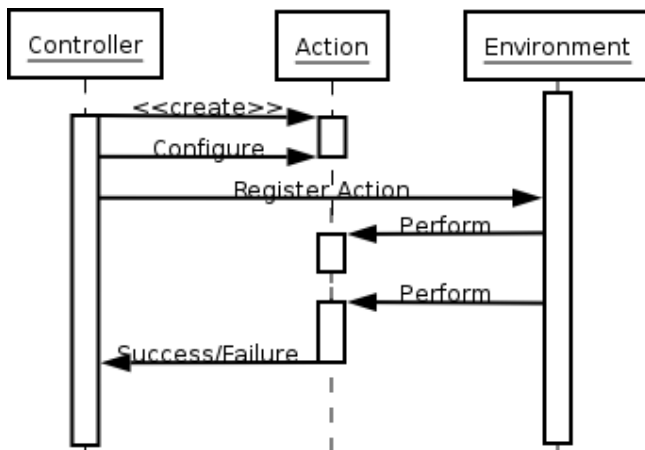 Controller
Action
Environment
<<create>>
Configure
Register Action
Perform
Perform
Success/Failure